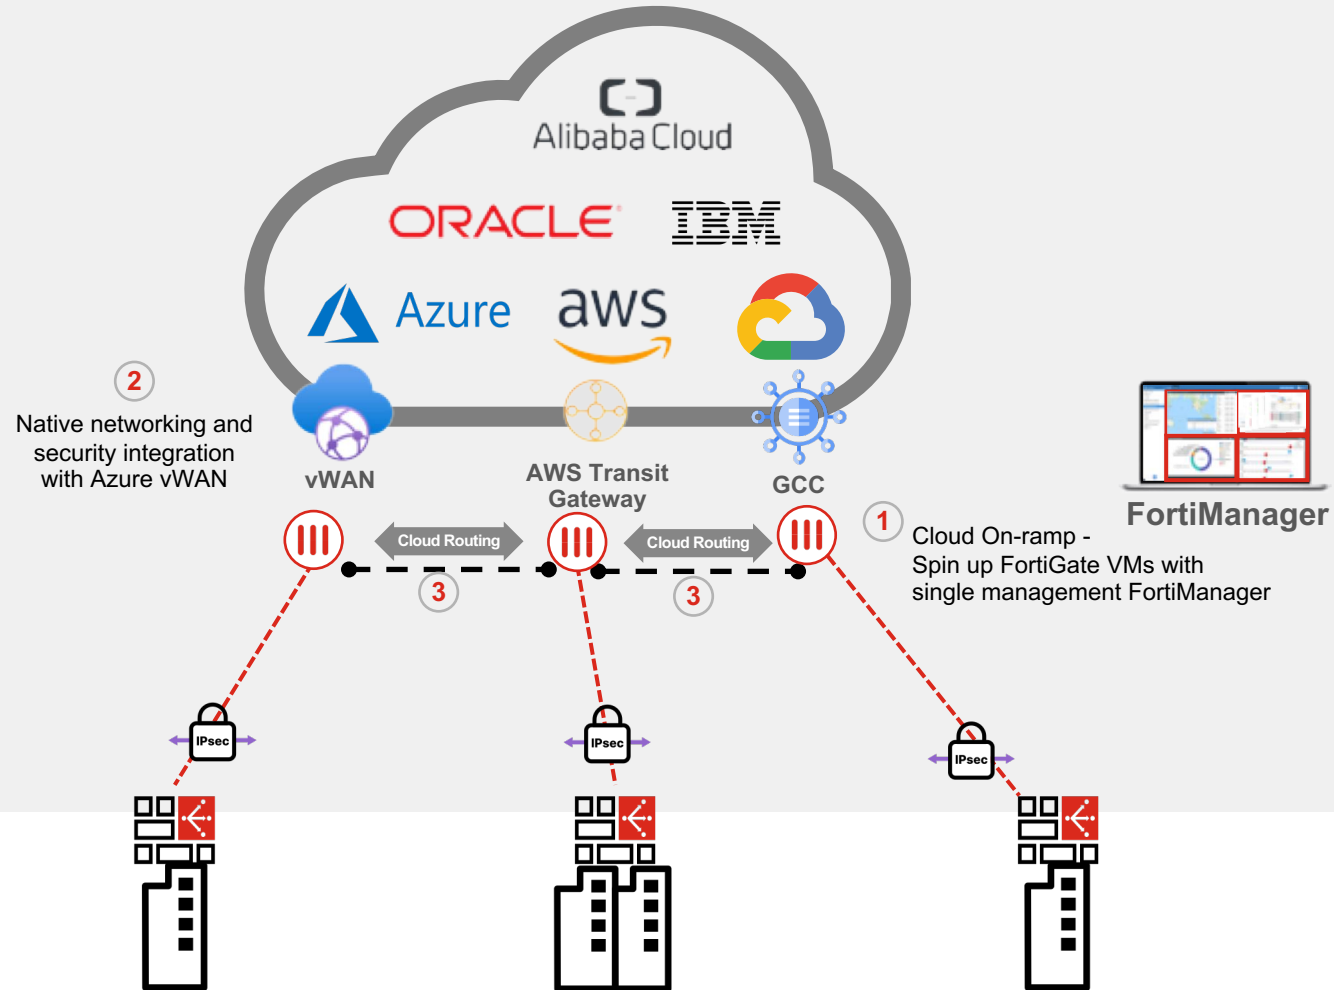 Alibaba Cloud
ORACLE
IBM
Azure
aws
2
Native networking and
security integration
with Azure vWAN
vWAN
AWS Transit
Gateway
GCC
FortiManager
Cloud Routing
Cloud Routing
1
Cloud On-ramp -
Spin up FortiGate VMs with
single management FortiManager
3
3
IPsec
IPsec
IPsec